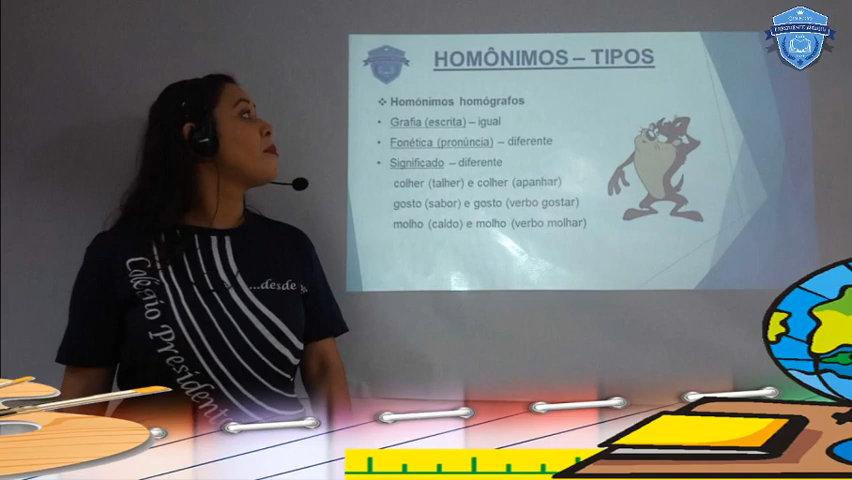 HOMÔNIMOS – TIPOS
❖ Homónimos homógrafos
• Grafia (escrita) – igual
• Fonética (pronúncia) – diferente
• Significado – diferente
colher (talher) e colher (apanhar)
gosto (sabor) e gosto (verbo gostar)
molho (caldo) e molho (verbo molhar)
...desde
Colégio Presidente